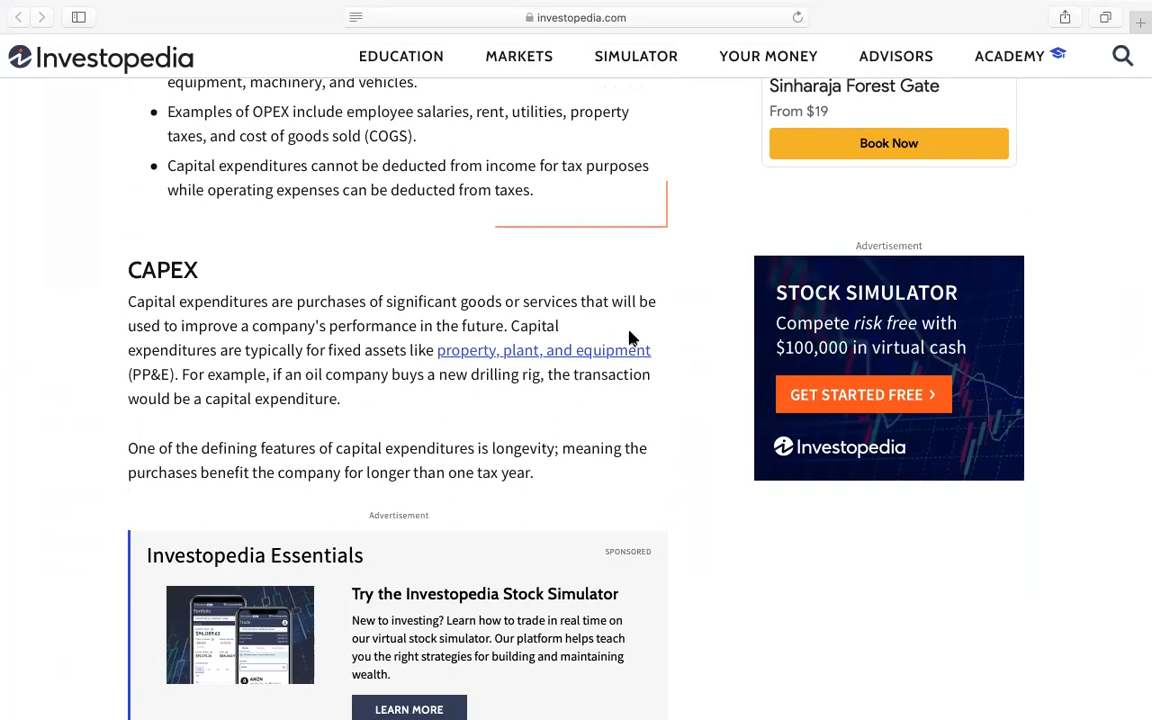 investopedia.com
Investopedia
EDUCATION MARKETS SIMULATOR YOUR MONEY ADVISORS ACADEMY
equipment, machinery, and vehicles.
• Examples of OPEX include employee salaries, rent, utilities, property
taxes, and cost of goods sold (COGS).
• Capital expenditures cannot be deducted from income for tax purposes
while operating expenses can be deducted from taxes.
Sinharaja Forest Gate
From $19
Book Now
CAPEX
Capital expenditures are purchases of significant goods or services that will be
used to improve a company's performance in the future. Capital
expenditures are typically for fixed assets like property, plant, and equipment
(PP&E). For example, if an oil company buys a new drilling rig, the transaction
would be a capital expenditure.
One of the defining features of capital expenditures is longevity; meaning the
purchases benefit the company for longer than one tax year.
Advertisement
STOCK SIMULATOR
Compete risk free with
$100,000 in virtual cash
GET STARTED FREE >
Investopedia
Advertisement
Investopedia Essentials
SPONSORED
Try the Investopedia Stock Simulator
New to investing? Learn how to trade in real time on
our virtual stock simulator. Our platform helps teach
you the right strategies for building and maintaining
wealth.
LEARN MORE